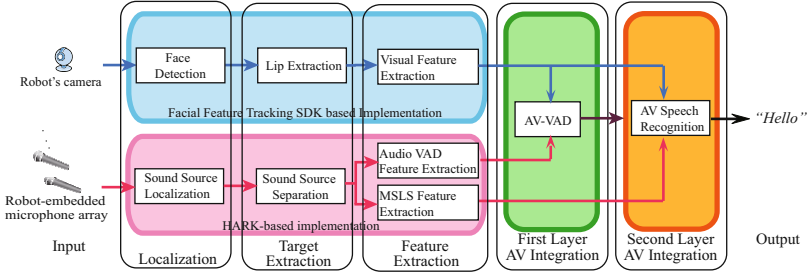 Robot's camera
Face
Detection
Lip Extraction
Visual Feature
Extraction
Facial Feature Tracking SDK based Implementation
AV-VAD
AV Speech
Recognition
"Hello"
Robot-embedded
microphone array
Sound Source
Localization
Sound Source
Separation
Audio VAD
Feature Extraction
MSLS Feature
Extraction
HARK-based implementation
Input
Localization
Target
Extraction
Feature
Extraction
First Layer
AV Integration
Second Layer
AV Integration
Output